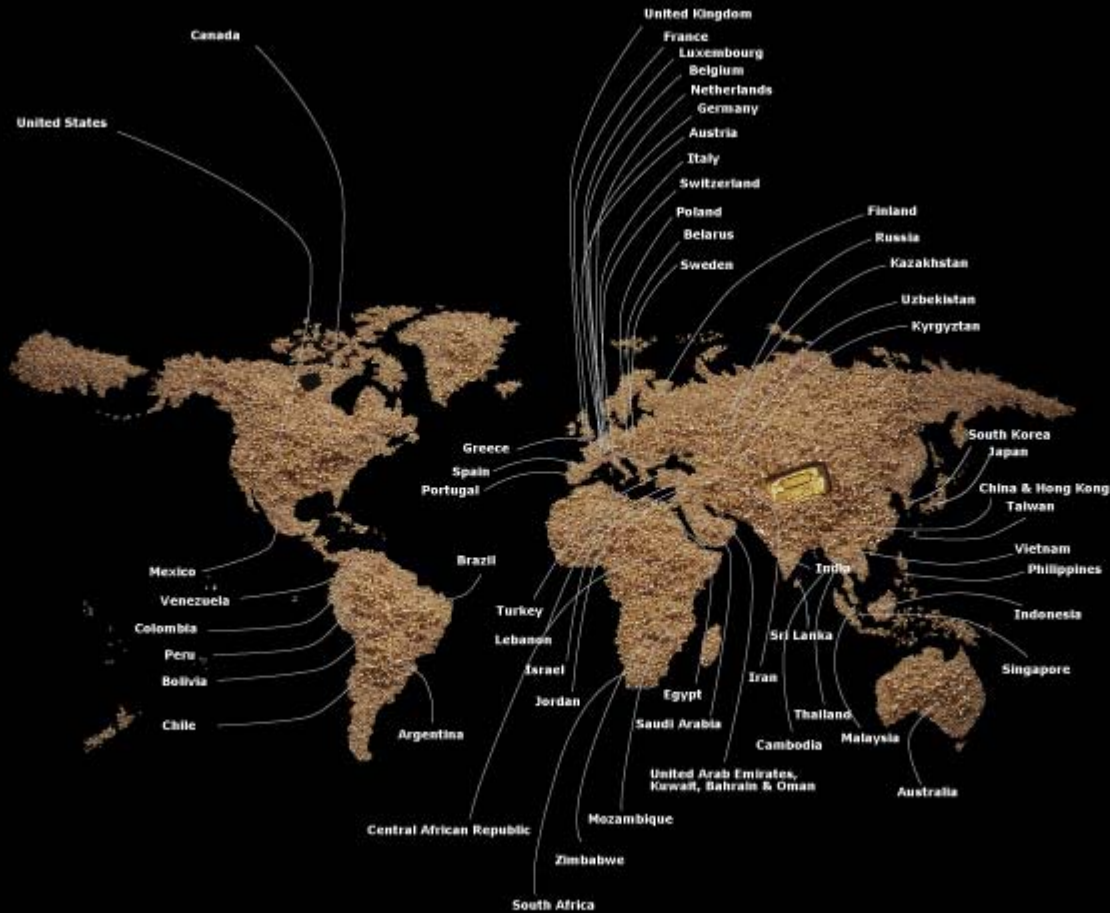 United Kingdom
Canada
France
Luxembourg
Belgium
Netherlands
Germany
United States
Austria
Italy
Switzerland
Poland
Finland
Belarus
Russia
Sweden
Kazakhstan
Uzbekistan
Kyrgyztan
South Korea
Greece
Japan
Spain
Portugal
China & Hong Kong
Taiwan
Vietnam
Brazil
India
Philippines
Mexico
Venezuela
Turkey
Indonesia
Colombia
Lebanon
Sri Lanka
Peru
Israel
Singapore
Iran
Bolivia
Egypt
Jordan
Thailand
Saudi Arabia
Chile
Argentina
Malaysia
Cambodia
United Arab Emirates,
Kuwait, Bahrain & Oman
Australia
Mozambique
Central African Republic
Zimbabwe
South Africa